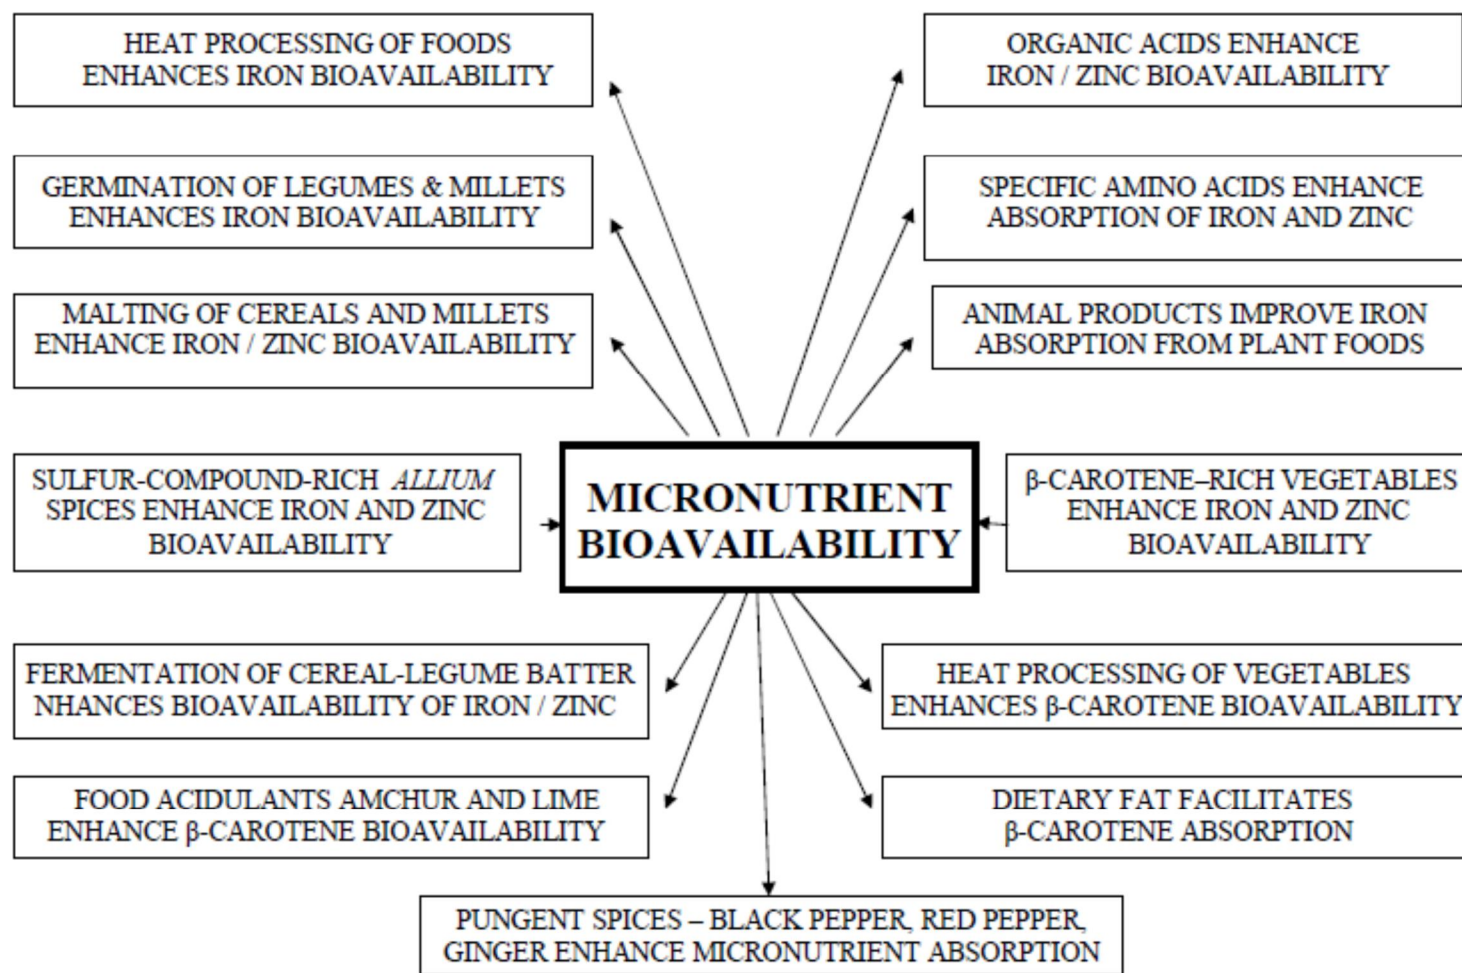 HEAT PROCESSING OF FOODS
ENHANCES IRON BIOAVAILABILITY
ORGANIC ACIDS ENHANCE
IRON / ZINC BIOAVAILABILITY
GERMINATION OF LEGUMES & MILLETS
ENHANCES IRON BIOAVAILABILITY
SPECIFIC AMINO ACIDS ENHANCE
ABSORPTION OF IRON AND ZINC
MALTING OF CEREALS AND MILLETS
ENHANCE IRON / ZINC BIOAVAILABILITY
ANIMAL PRODUCTS IMPROVE IRON
ABSORPTION FROM PLANT FOODS
SULFUR-COMPOUND-RICH ALLIUM
SPICES ENHANCE IRON AND ZINC
BIOAVAILABILITY
MICRONUTRIENT
BIOAVAILABILITY
β-CAROTENE–RICH VEGETABLES
ENHANCE IRON AND ZINC
BIOAVAILABILITY
FERMENTATION OF CEREAL-LEGUME BATTER
NHANCES BIOAVAILABILITY OF IRON / ZINC
HEAT PROCESSING OF VEGETABLES
ENHANCES β-CAROTENE BIOAVAILABILITY
FOOD ACIDULANTS AMCHUR AND LIME
ENHANCE β-CAROTENE BIOAVAILABILITY
DIETARY FAT FACILITATES
β-CAROTENE ABSORPTION
PUNGENT SPICES – BLACK PEPPER, RED PEPPER,
GINGER ENHANCE MICRONUTRIENT ABSORPTION